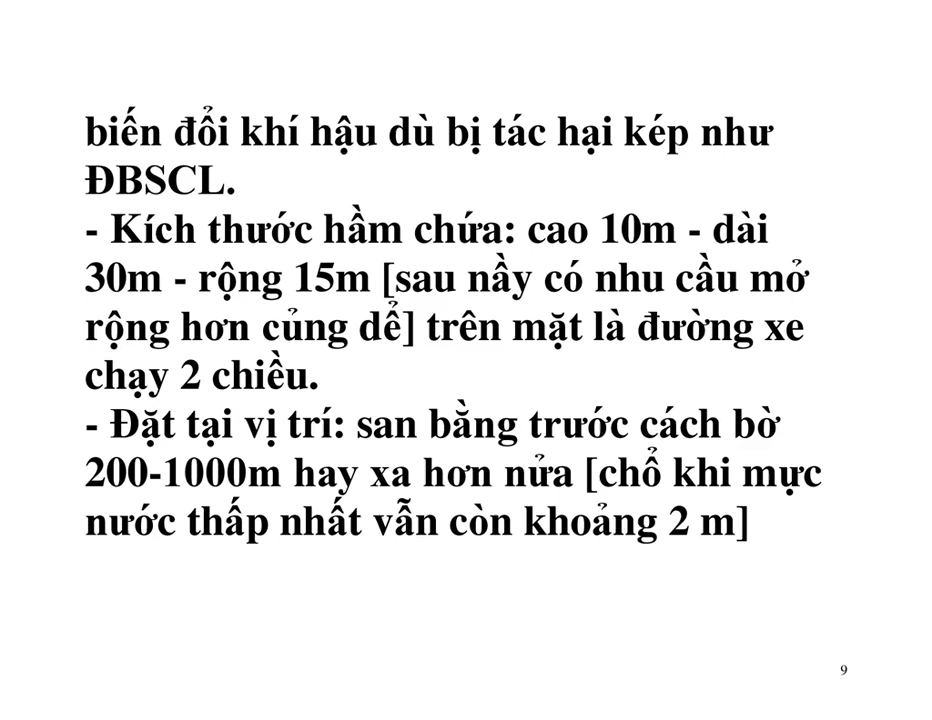 biến đổi khí hậu dù bị tác hại kép như
ĐBSCL.
- Kích thước hầm chứa: cao 10m - dài
30m - rộng 15m [sau nầy có nhu cầu mở
rộng hơn củng dể] trên mặt là đường xe
chạy 2 chiều.
- Đặt tại vị trí: san bằng trước cách bờ
200-1000m hay xa hơn nửa [chổ khi mực
nước thấp nhất vẫn còn khoảng 2 m]
9